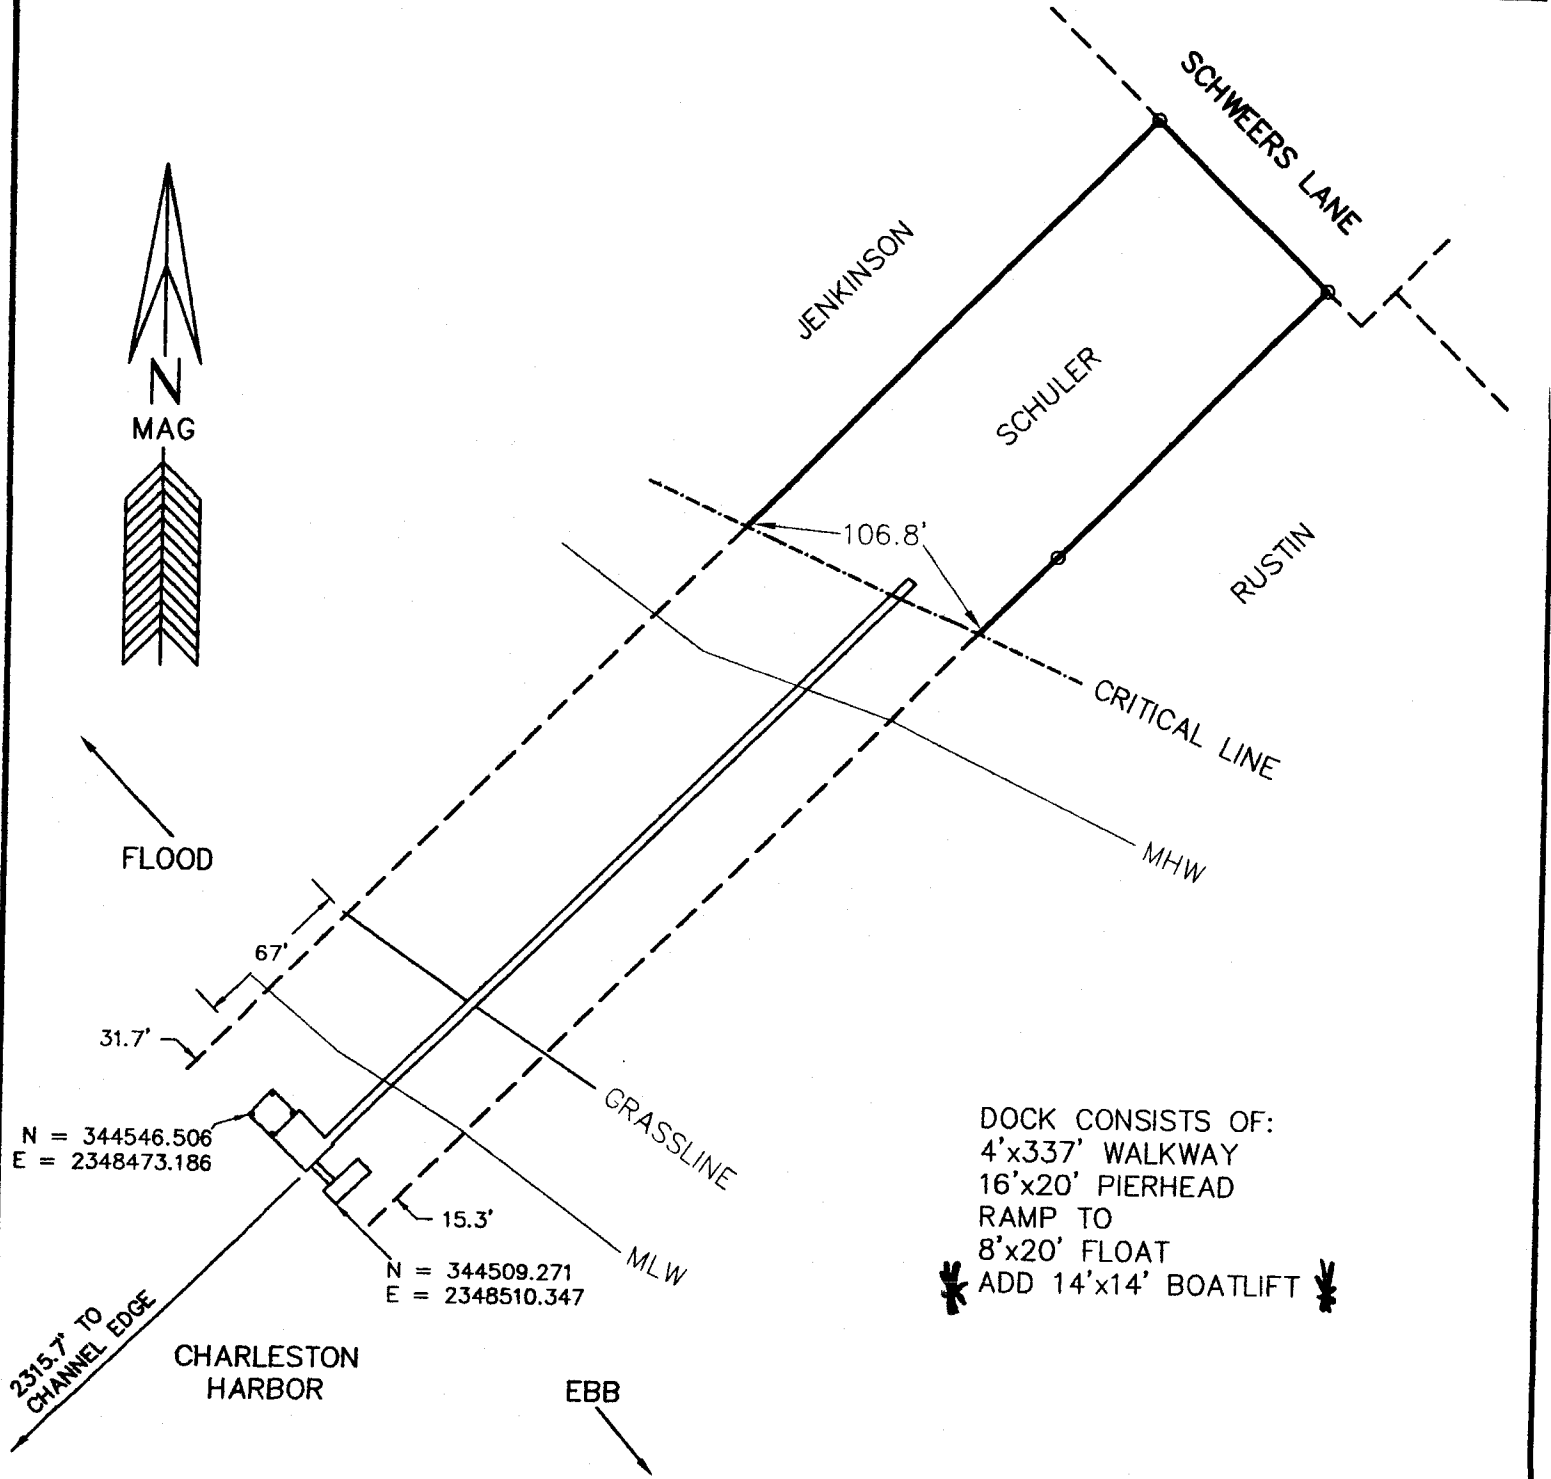 SCHWEERS LANE
JENKINSON
N
MAG
SCHULER
106.8'
RUSTIN
CRITICAL LINE
FLOOD
MHW
67'
31.7'
GRASSLINE
N = 344546.506
E = 2348473.186
15.3'
MLW
N = 344509.271
E = 2348510.347
DOCK CONSISTS OF:
4'x337' WALKWAY
16'x20' PIERHEAD
RAMP TO
8'x20' FLOAT
ADD 14'x14' BOATLIFT
2315.7' TO
CHANNEL EDGE
CHARLESTON
HARBOR
EBB